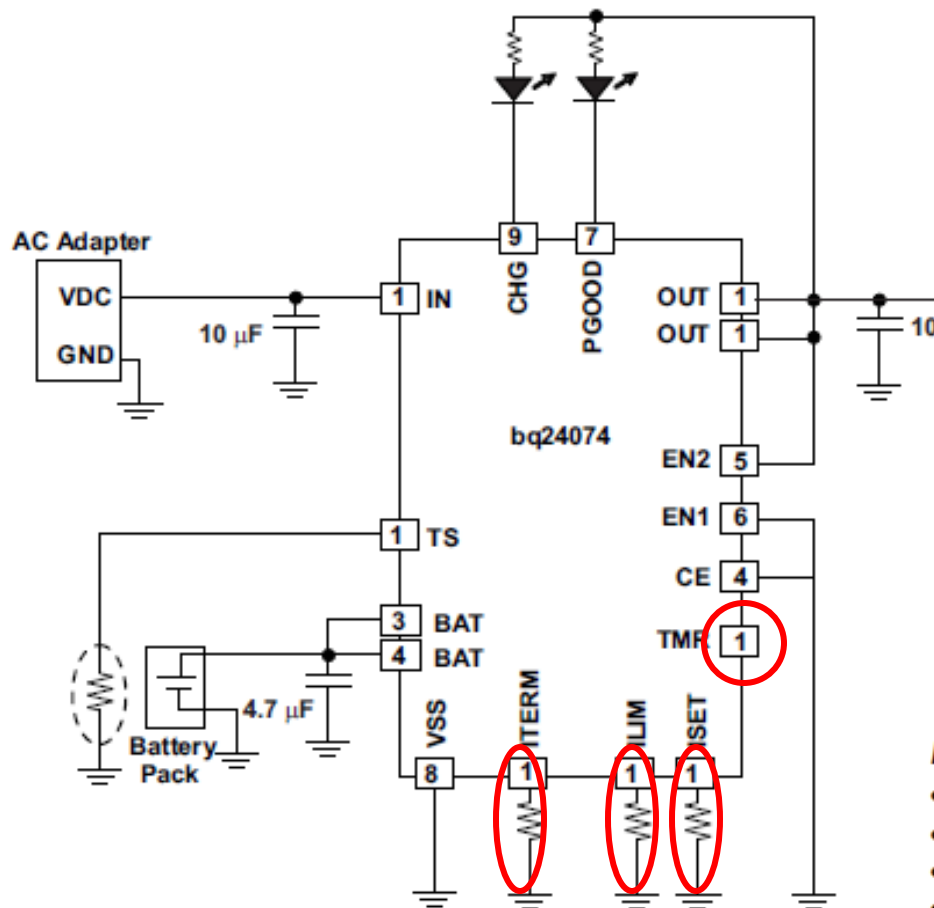 AC Adapter
VDC
GND
10 µF
9
7
CHG
PGOOD
1 IN
OUT 1
OUT 1
10
bq24074
EN2 5
EN1 6
CE 4
TMR 1
1 TS
3 BAT
4 BAT
4.7 µF
Battery
Pack
VSS
ITERM
ILIM
ISET
8
1
1
1